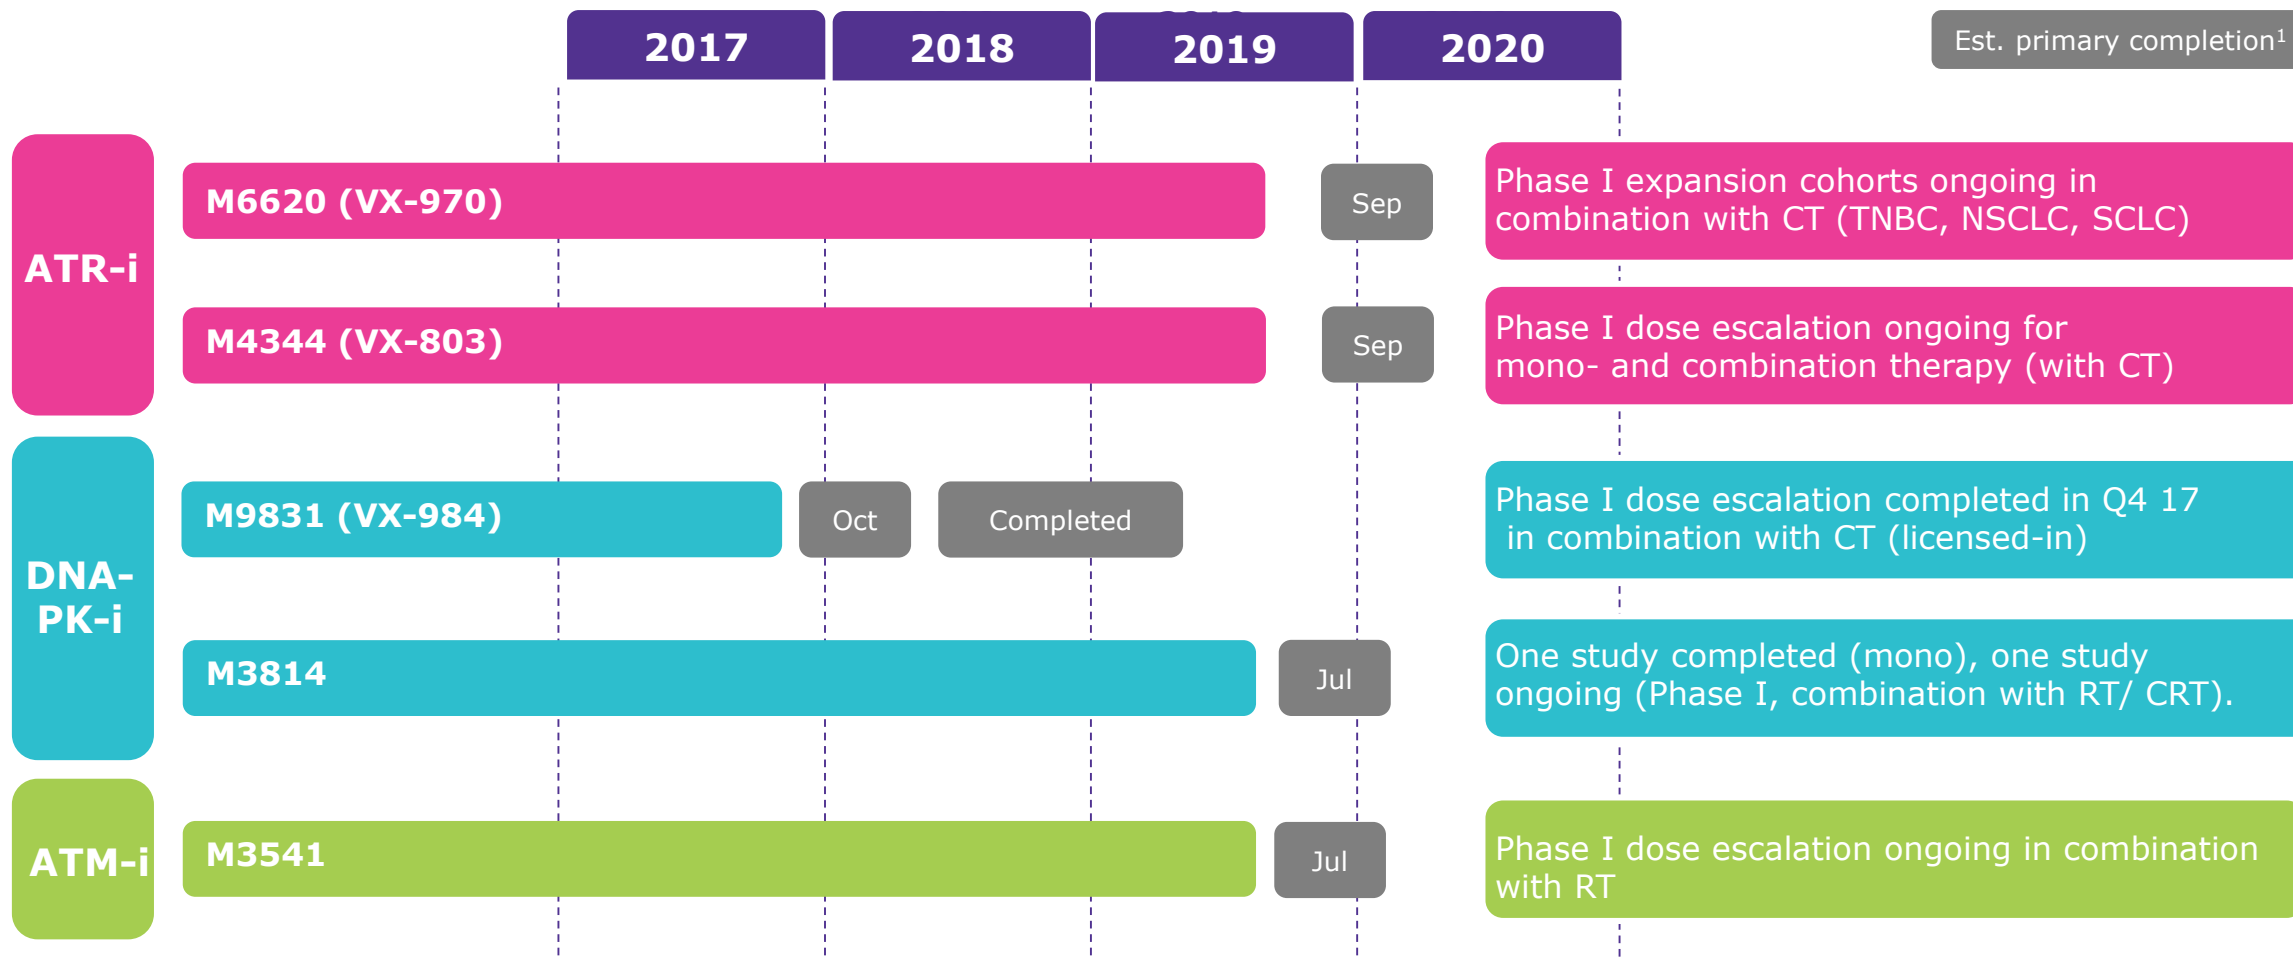 2017
2018
2019
2020
Est. primary completion¹
ATR-i
M6620 (VX-970)
Sep
Phase I expansion cohorts ongoing in
combination with CT (TNBC, NSCLC, SCLC)
M4344 (VX-803)
Sep
Phase I dose escalation ongoing for
mono- and combination therapy (with CT)
DNA-
PK-i
M9831 (VX-984)
Oct
Completed
Phase I dose escalation completed in Q4 17
in combination with CT (licensed-in)
M3814
Jul
One study completed (mono), one study
ongoing (Phase I, combination with RT/ CRT).
ATM-i
M3541
Jul
Phase I dose escalation ongoing in combination
with RT